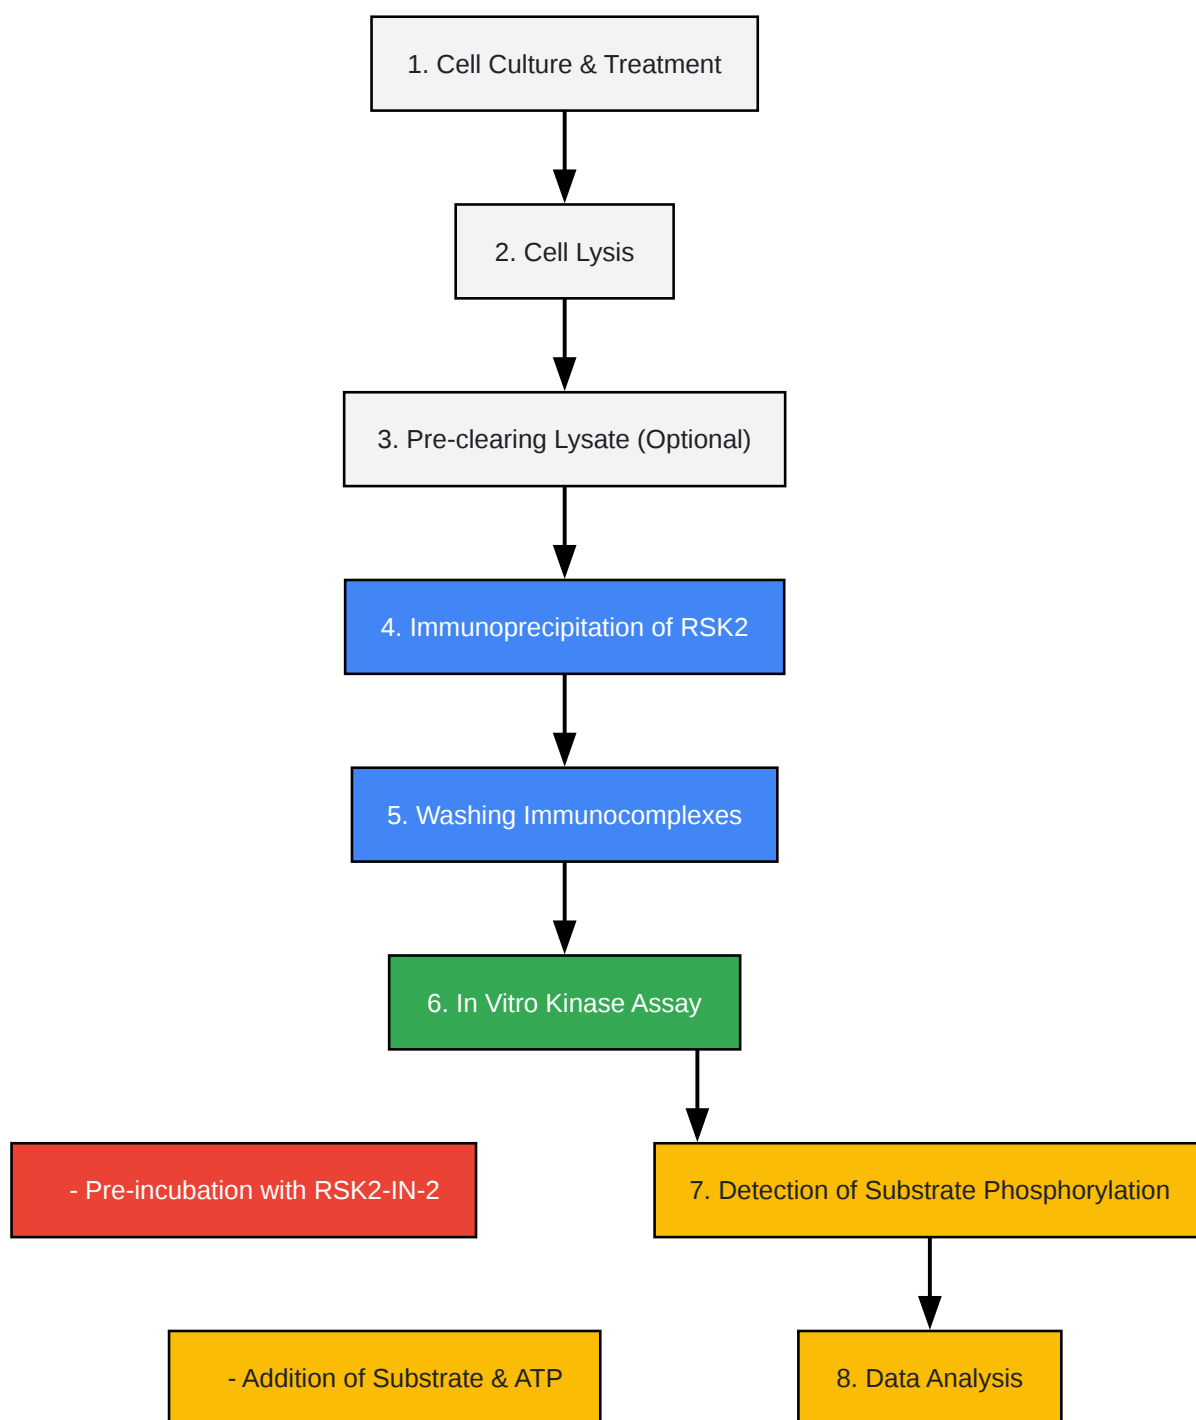 1. Cell Culture & Treatment
2. Cell Lysis
3. Pre-clearing Lysate (Optional)
4. Immunoprecipitation of RSK2
5. Washing Immunocomplexes
6. In Vitro Kinase Assay
- Pre-incubation with RSK2-IN-2
7. Detection of Substrate Phosphorylation
- Addition of Substrate & ATP
8. Data Analysis